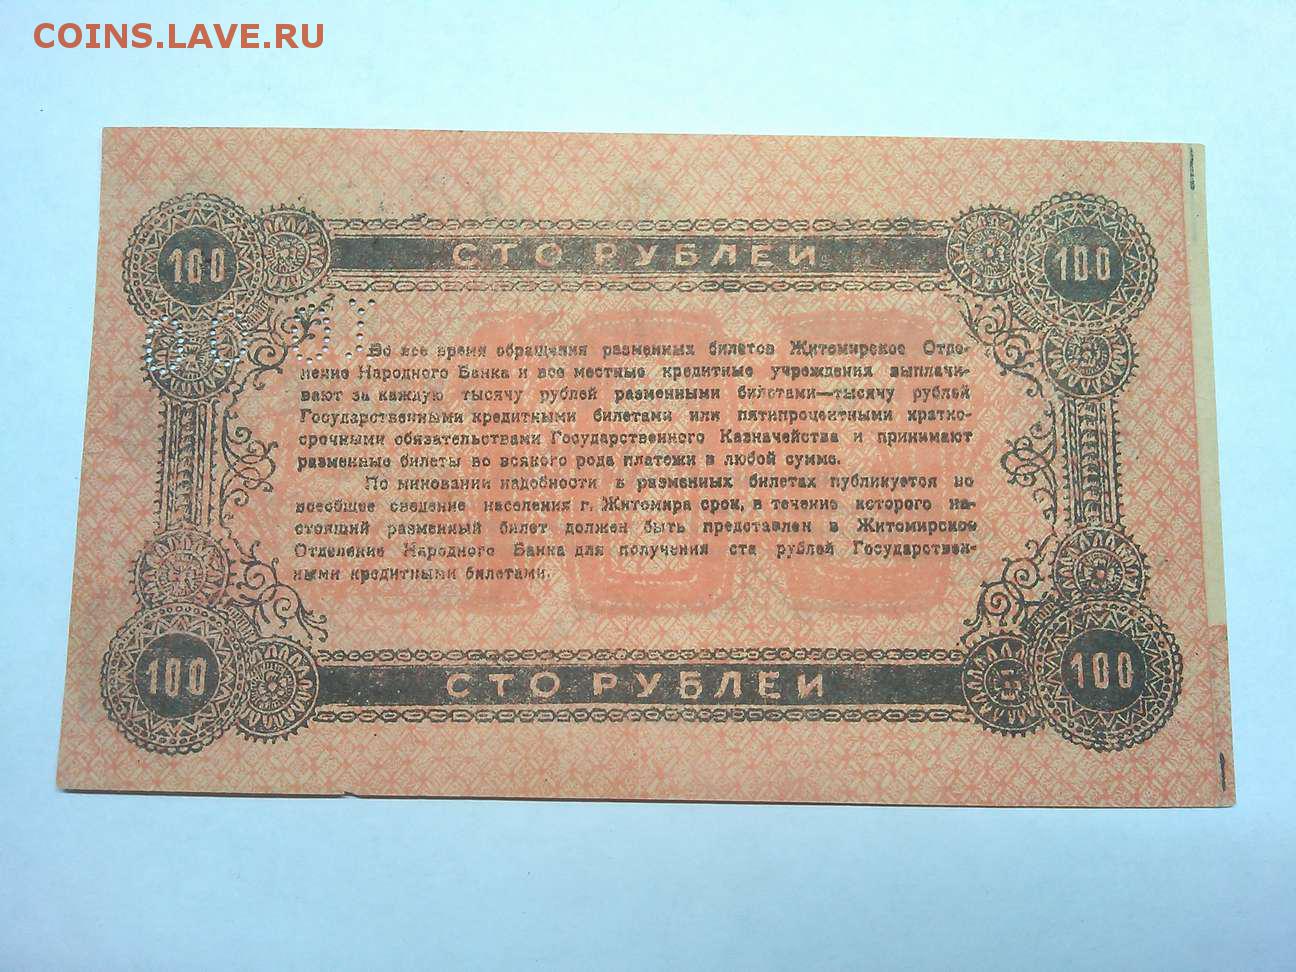 COINS.LAVE.RU
100
СТО РУБЛЕЙ
100
Во все время обращения разменных билетов Житомирское Отде-
ление Народного Банка и все местные кредитные учреждения выплачи-
вают за каждую тысячу рублей разменными билетами—тысячу рублей
Государственными кредитными билетами или пятипроцентными кратко-
срочными обязательствами Государственного Казначейства и принимают
разменные билеты во всякого рода платежи в любой сумме.
По миновании надобности в разменных билетах публикуется во
всеобщее сведение населения г. Житомира срок, в течение которого на-
стоящий разменный билет должен быть представлен в Житомирское
Отделение Народного Банка для получения ста рублей Государствен-
ными кредитными билетами.
100
СТО РУБЛЕЙ
100